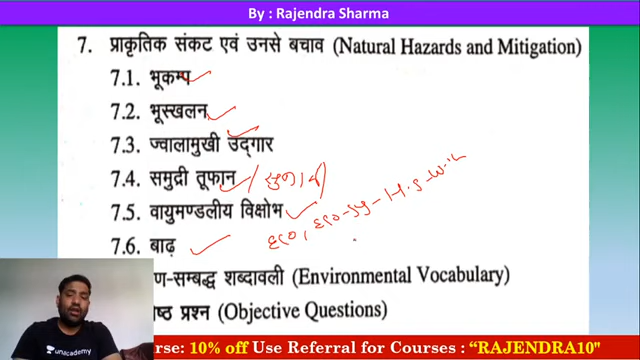 By : Rajendra Sharma
7. प्राकृतिक संकट एवं उनसे बचाव (Natural Hazards and Mitigation)
7.1. भूकम्प
7.2. भूस्खलन
7.3. ज्वालामुखी उद्गार
7.4. समुद्री तूफान / सुनामी
7.5. वायुमण्डलीय विक्षोभ
7.6. बाढ़
ण-सम्बद्ध शब्दावली (Environmental Vocabulary)
ष्ठ प्रश्न (Objective Questions)
unacademy
rse: 10% off Use Referral for Courses : “RAJENDRA10”